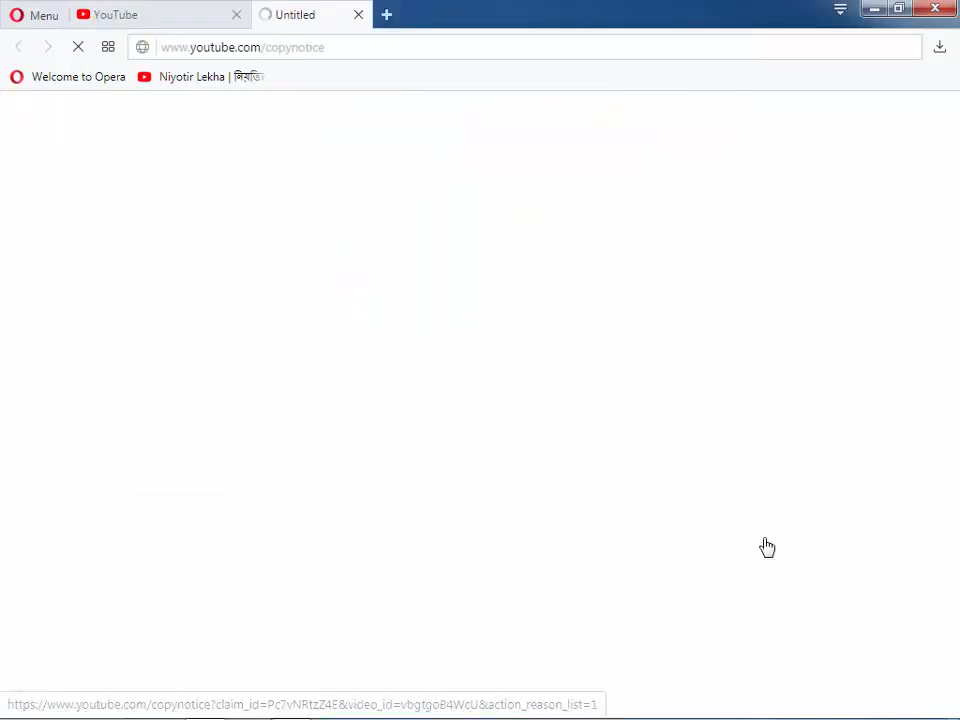 Menu
YouTube
Untitled
www.youtube.com/copynotice
Welcome to Opera
Niyotir Lekha | নিয়তির
https://www.youtube.com/copynotice?claim_id=Pc7vNRtzZ4E&video_id=vbgtgoB4WcU&action_reason_list=1